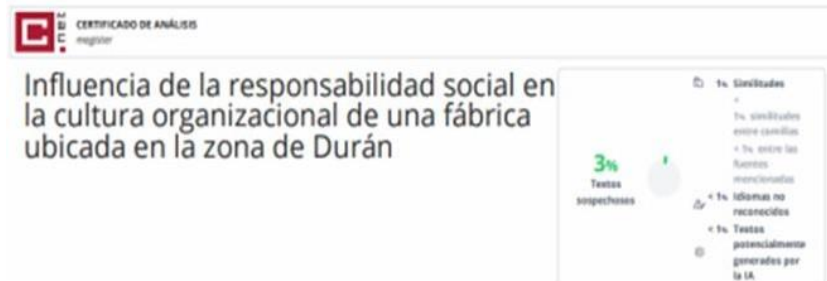 CERTIFICADO DE ANÁLISIS
magister
Influencia de la responsabilidad social en
la cultura organizacional de una fábrica
ubicada en la zona de Durán
3%
Textos
sospechosos
1% Similitudes
1% similitudes
entre comillas
< 1% entre las
fuentes
mencionadas
< 1% Idiomas no
reconocidos
< 1% Textos
potencialmente
generados por
la IA